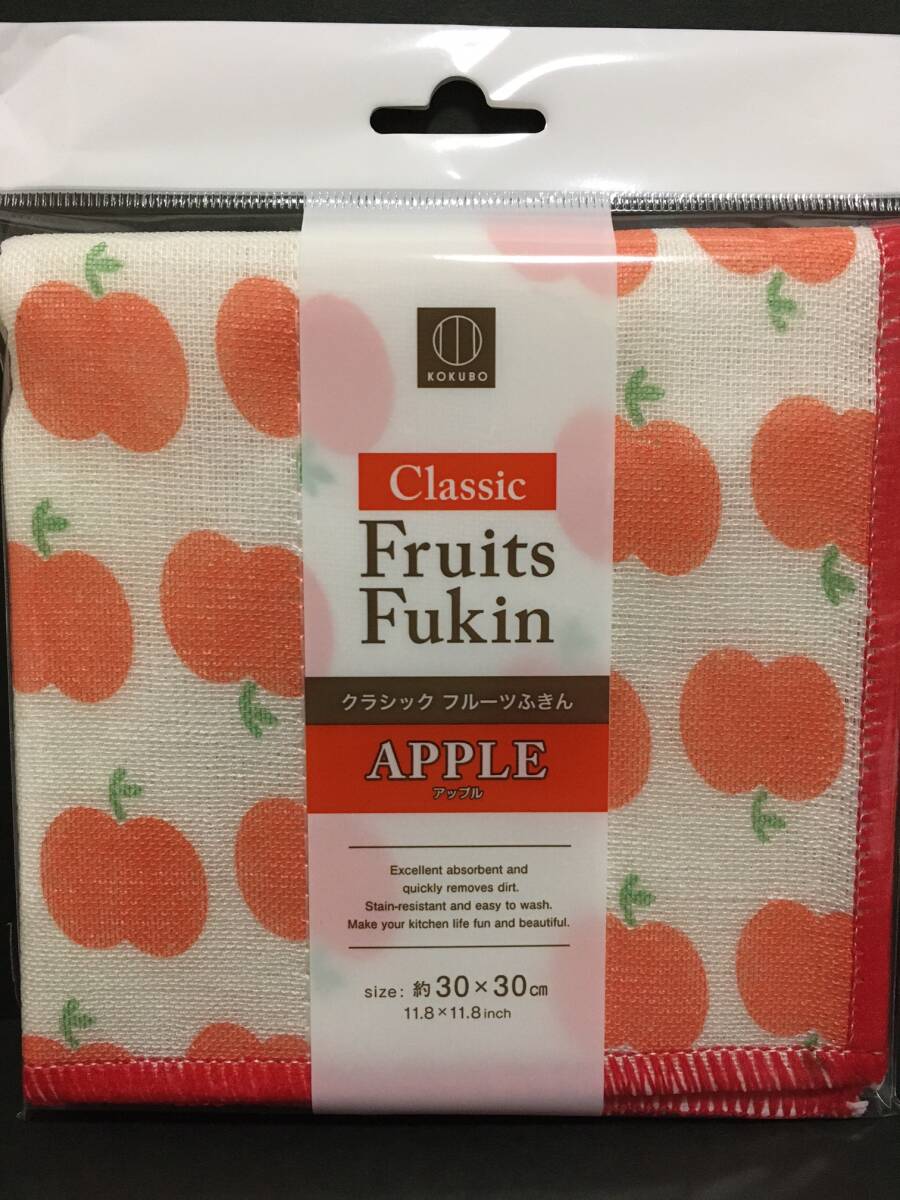 KOKUBO
Classic
Fruits
Fukin
クラシック フルーツふきん
APPLE
アップル
Excellent absorbent and
quickly removes dirt.
Stain-resistant and easy to wash.
Make your kitchen life fun and beautiful.
size: 約30×30cm
11.8×11.8inch